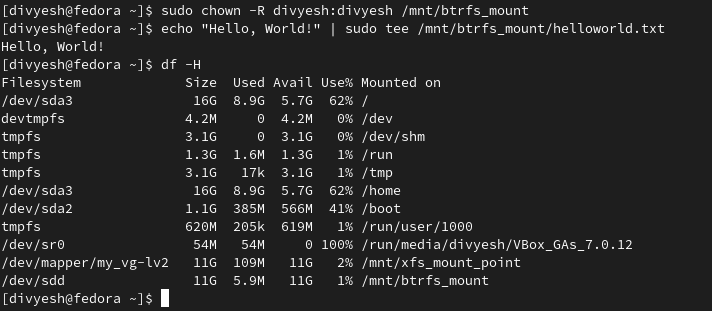 [divyesh@fedora ~]$ sudo chown -R divyesh:divyesh /mnt/btrfs_mount
[divyesh@fedora ~]$ echo "Hello, World!" | sudo tee /mnt/btrfs_mount/helloworld.txt
Hello, World!
[divyesh@fedora ~]$ df -H
Filesystem Size Used Avail Use% Mounted on
/dev/sda3 16G 8.9G 5.7G 62% /
devtmpfs 4.2M 0 4.2M 0% /dev
tmpfs 3.1G 0 3.1G 0% /dev/shm
tmpfs 1.3G 1.6M 1.3G 1% /run
tmpfs 3.1G 17k 3.1G 1% /tmp
/dev/sda3 16G 8.9G 5.7G 62% /home
/dev/sda2 1.1G 385M 566M 41% /boot
tmpfs 620M 205k 619M 1% /run/user/1000
/dev/sr0 54M 54M 0 100% /run/media/divyesh/VBox_GAs_7.0.12
/dev/mapper/my_vg-lv2 11G 109M 11G 2% /mnt/xfs_mount_point
/dev/sdd 11G 5.9M 11G 1% /mnt/btrfs_mount
[divyesh@fedora ~]$